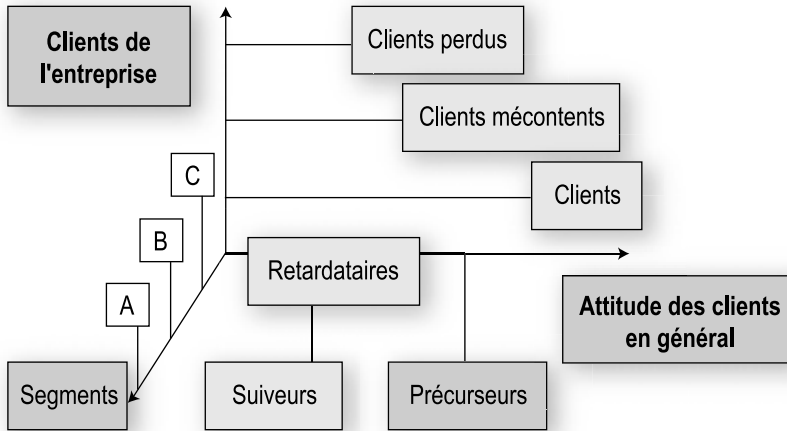 Clients de
l'entreprise
Clients perdus
Clients mécontents
Clients
C
B
A
Retardataires
Attitude des clients
en général
Segments
Suiveurs
Précurseurs